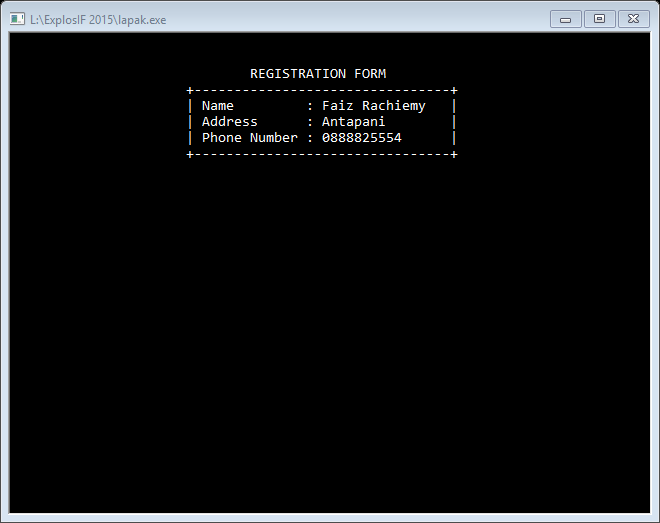 L:\ExplosIF 2015\lapak.exe
REGISTRATION FORM
+--------------------------------+
| Name         : Faiz Rachiemy   |
| Address      : Antapani        |
| Phone Number : 0888825554      |
+--------------------------------+